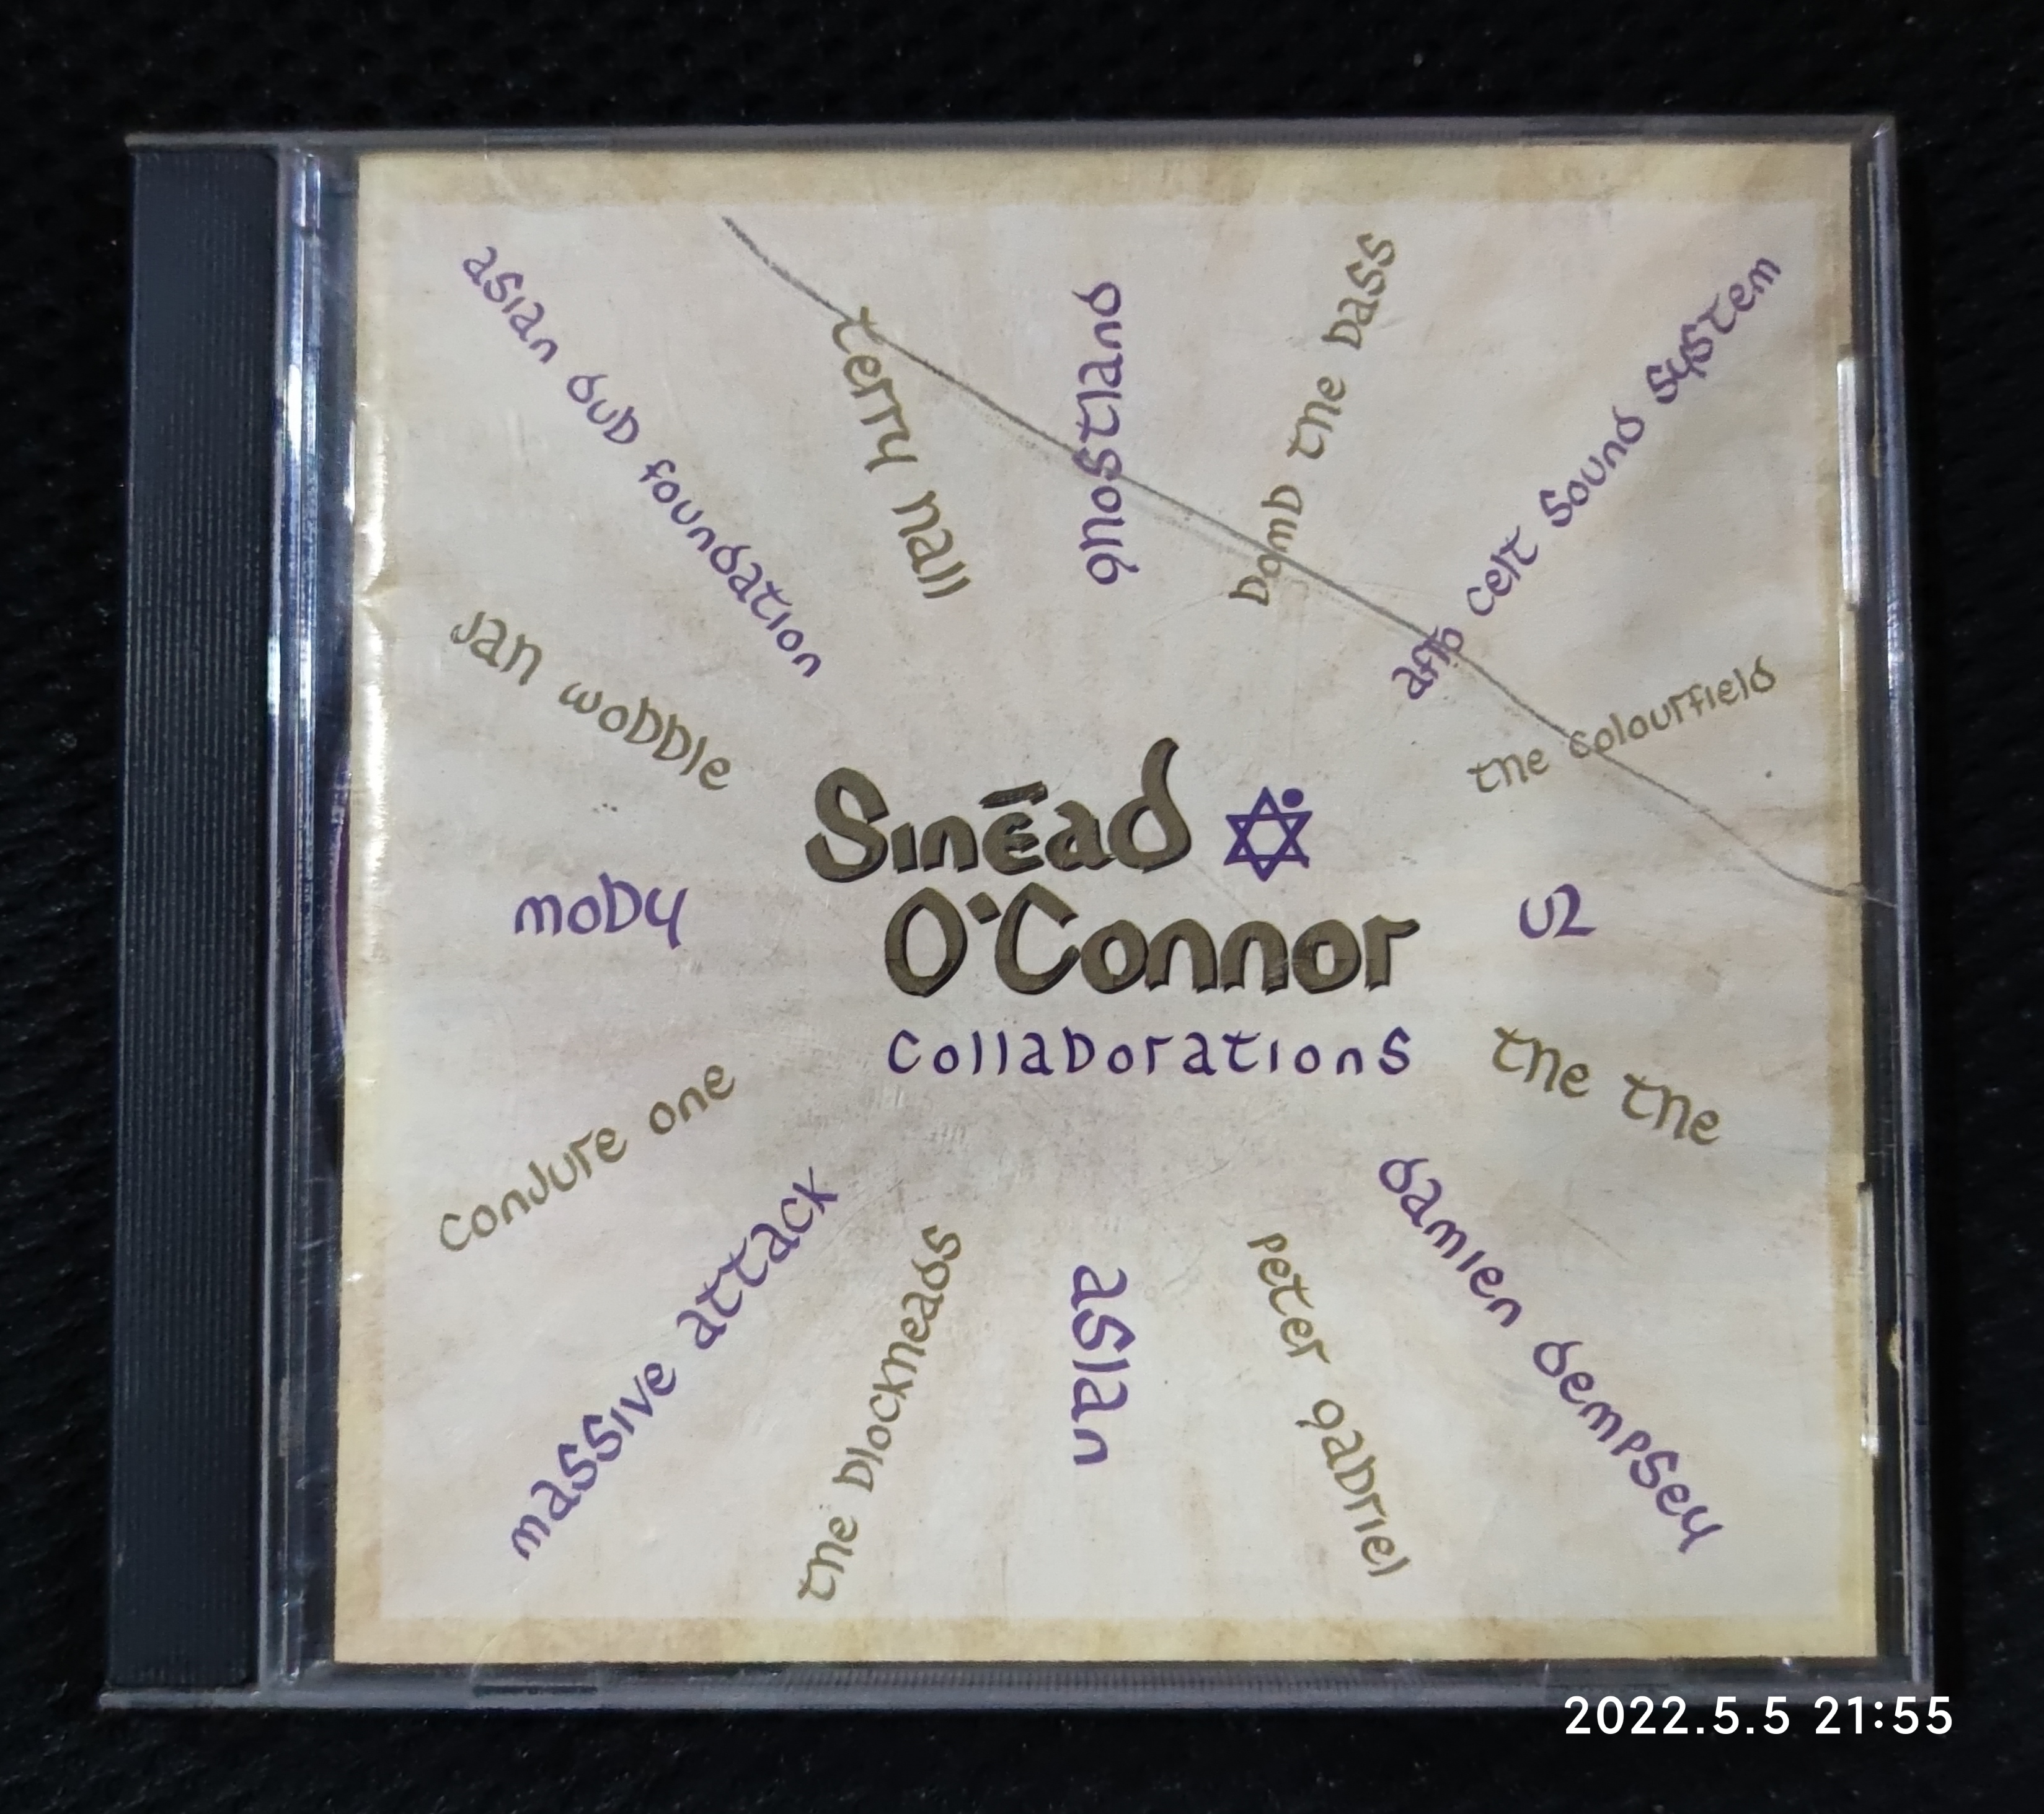 asian dub foundation
terry hall
ghostland
bomb the bass
afro celt sound system
jah wobble
the colourfield
Sinēad
O'Connor
moby
u2
collaborations
the the
conjure one
massive attack
the blockheads
asian
peter gabriel
damien dempsey
2022.5.5 21:55